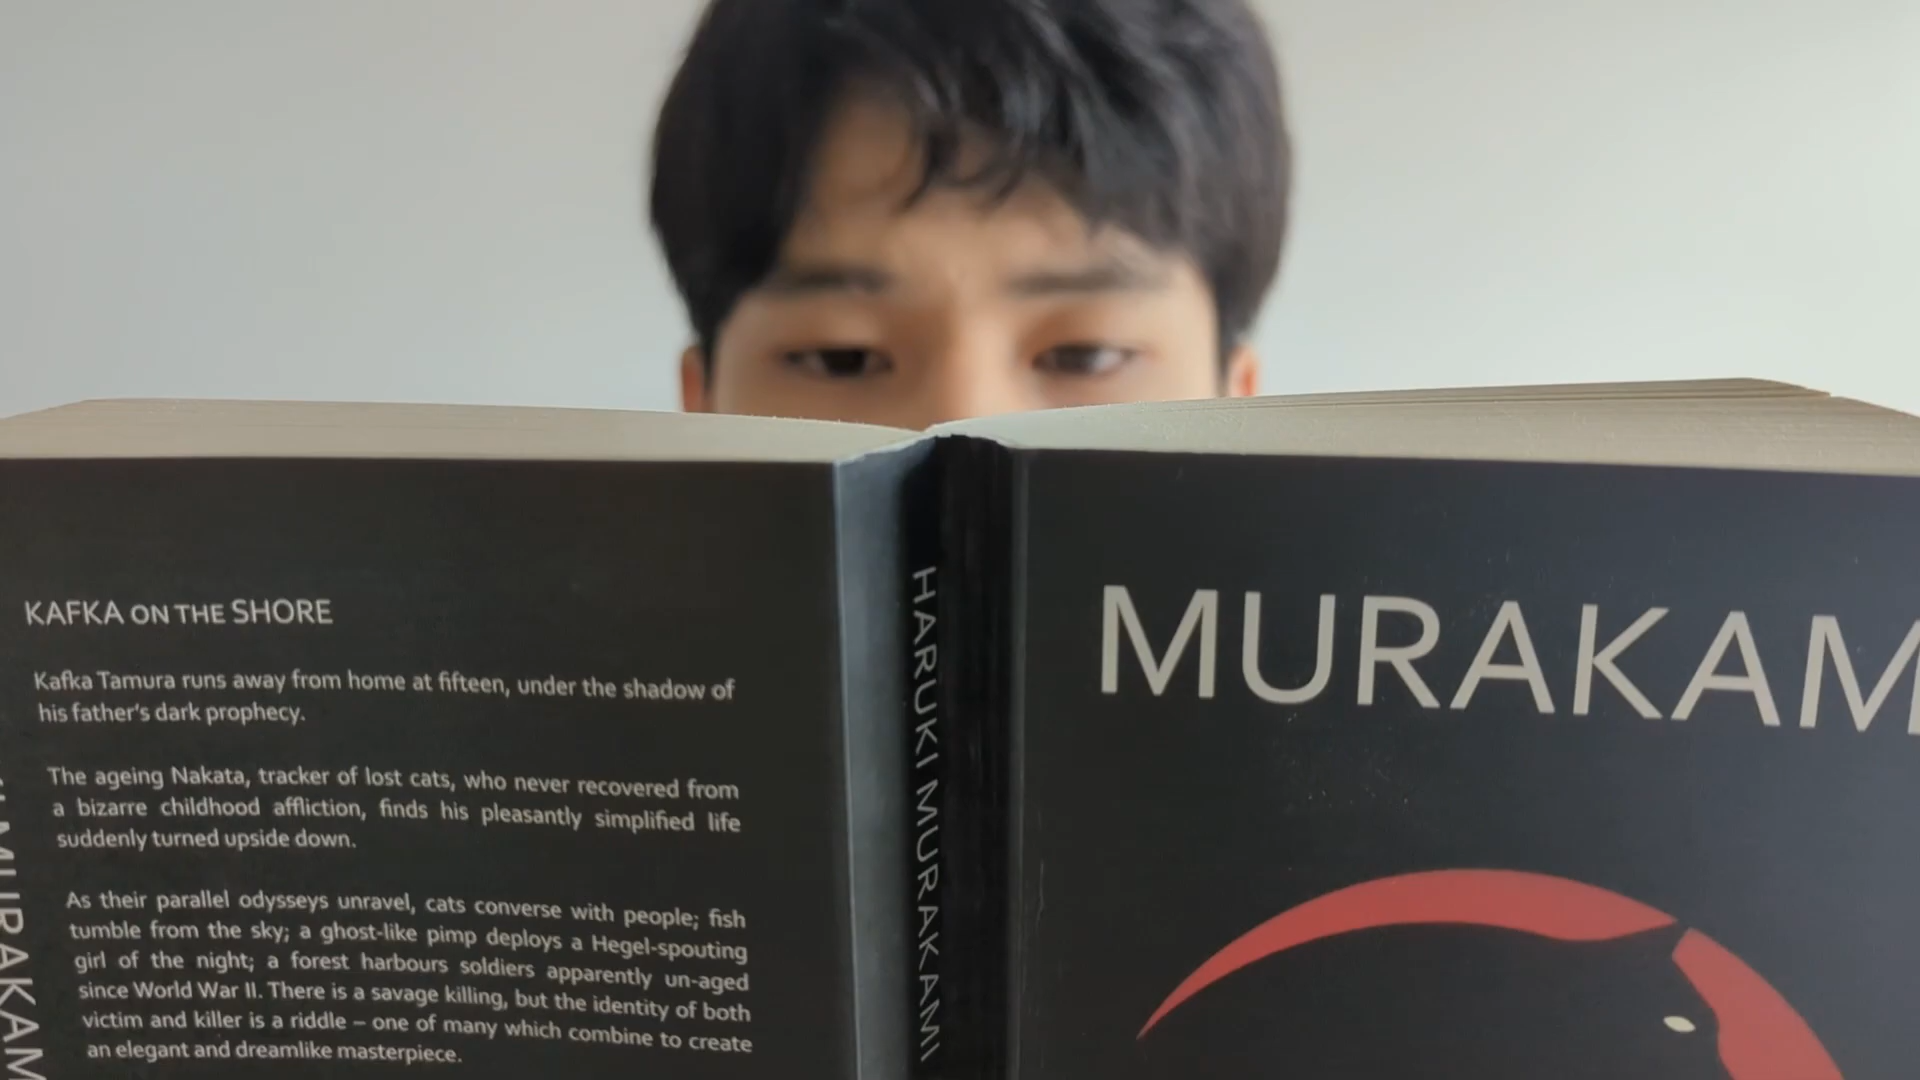 KAFKA ON THE SHORE
Kafka Tamura runs away from home at fifteen, under the shadow of
his father's dark prophecy.
The ageing Nakata, tracker of lost cats, who never recovered from
a bizarre childhood affliction, finds his pleasantly simplified life
suddenly turned upside down.
As their parallel odysseys unravel, cats converse with people; fish
tumble from the sky; a ghost-like pimp deploys a Hegel-spouting
girl of the night; a forest harbours soldiers apparently un-aged
since World War II. There is a savage killing, but the identity of both
victim and killer is a riddle – one of many which combine to create
an elegant and dreamlike masterpiece.
HARUKI MURAKAMI
MURAKAM
MURAKAM